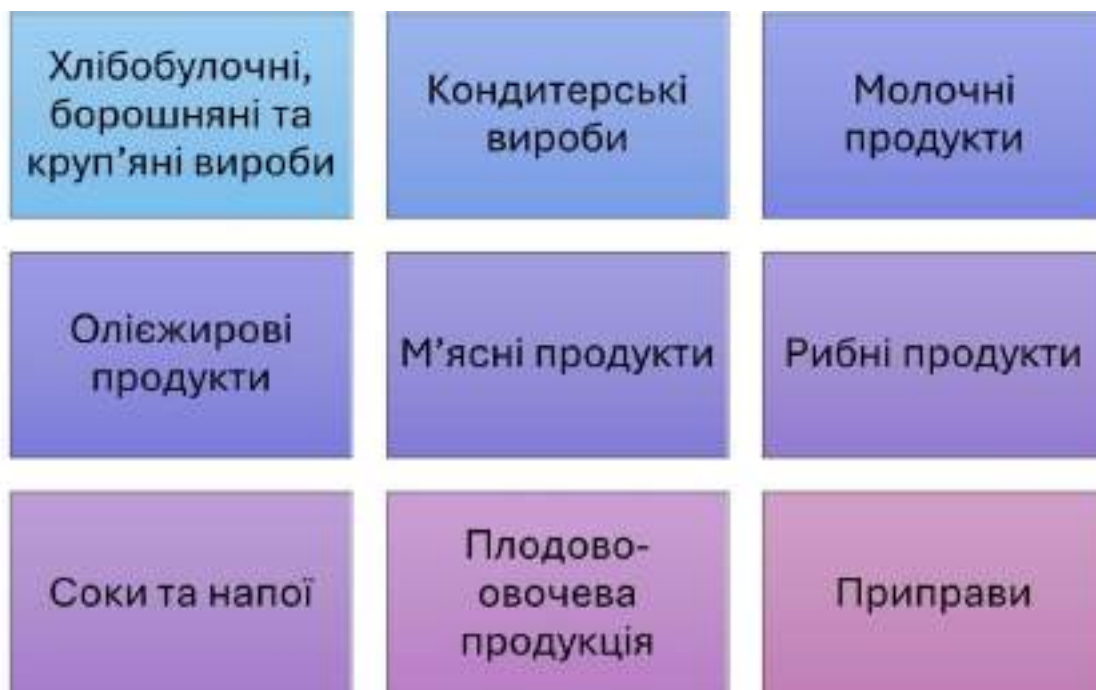 Хлібобулочні,
борошняні та
круп’яні вироби
Кондитерські
вироби
Молочні
продукти
Олієжирові
продукти
М’ясні продукти
Рибні продукти
Соки та напої
Плодово-
овочева
продукція
Приправи